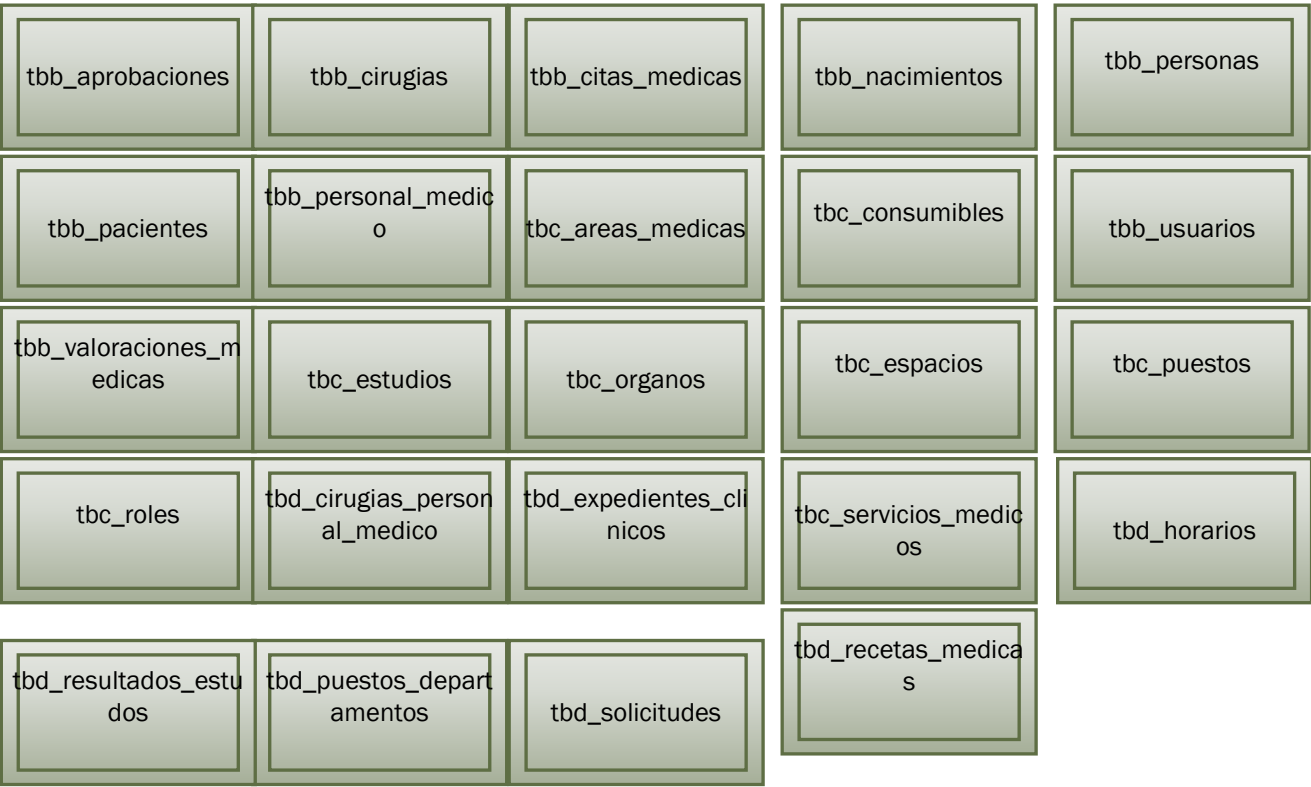 tbb_aprobaciones
tbb_cirugias
tbb_citas_medicas
tbb_nacimientos
tbb_personas
tbb_pacientes
tbb_personal_medic
o
tbc_areas_medicas
tbc_consumibles
tbb_usuarios
tbb_valoraciones_m
edicas
tbc_estudios
tbc_organos
tbc_espacios
tbc_puestos
tbc_roles
tbd_cirugias_person
al_medico
tbd_expedientes_cli
nicos
tbc_servicios_medic
os
tbd_horarios
tbd_resultados_estu
dos
tbd_puestos_depart
amentos
tbd_solicitudes
tbd_recetas_medica
s